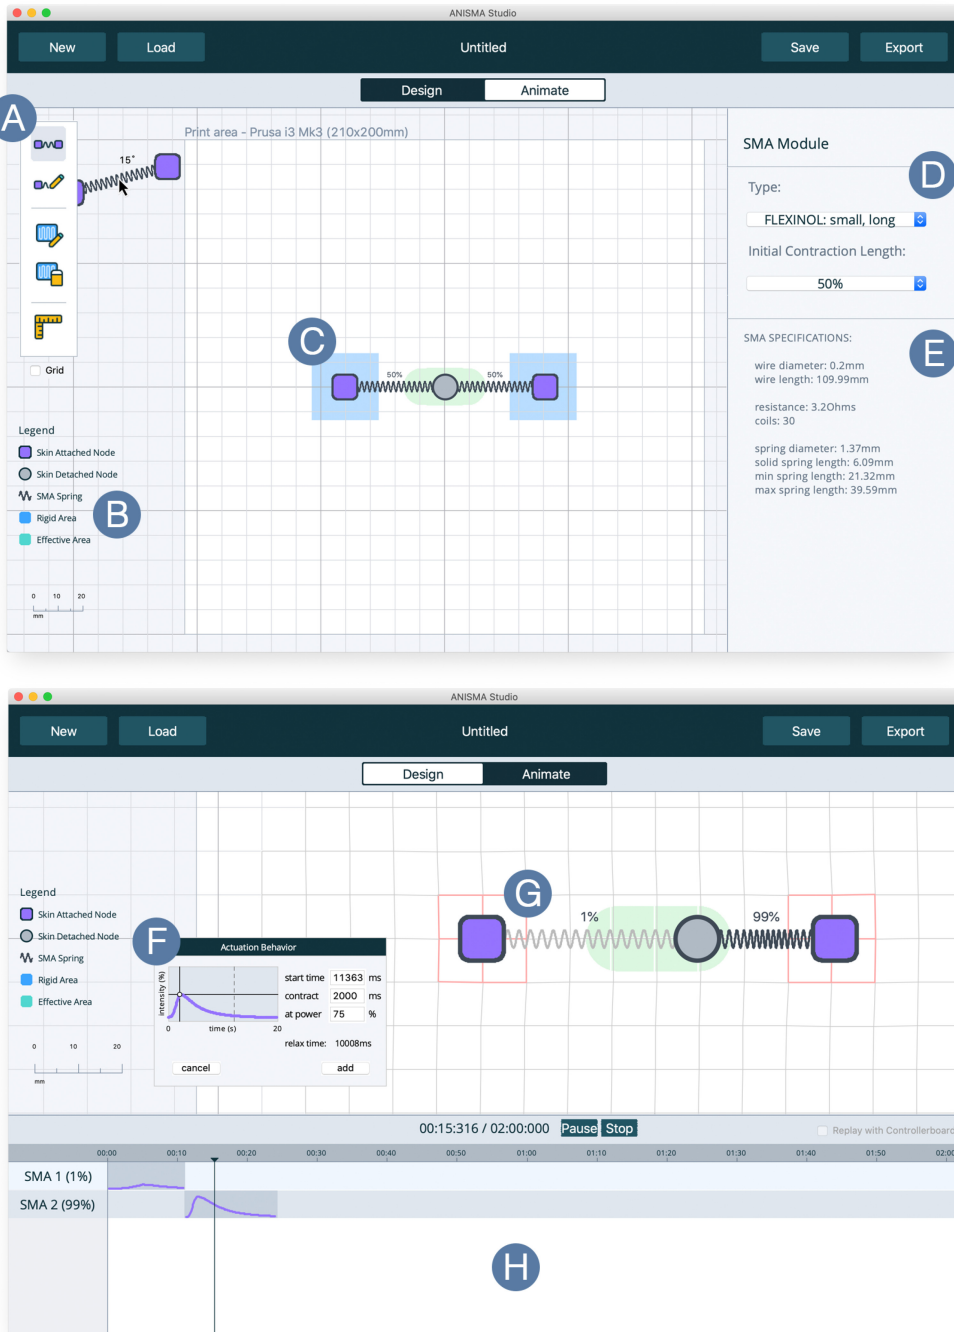 ANISMA Studio
New
Load
Untitled
Save
Export
Design
Animate
A
Print area - Prusa i3 Mk3 (210x200mm)
15°
SMA Module
D
Type:
FLEXINOL: small, long
Initial Contraction Length:
50%
C
SMA SPECIFICATIONS:
E
wire diameter: 0.2mm
wire length: 109.99mm
resistance: 3.2Ohms
coils: 30
spring diameter: 1.37mm
solid spring length: 6.09mm
min spring length: 21.32mm
max spring length: 39.59mm
Grid
50%
50%
Legend
Skin Attached Node
Skin Detached Node
SMA Spring
Rigid Area
B
Effective Area
0 10 20
mm
ANISMA Studio
New
Load
Untitled
Save
Export
Design
Animate
Legend
Skin Attached Node
Skin Detached Node
SMA Spring
Rigid Area
Effective Area
0 10 20
mm
G
1%
99%
F
Actuation Behavior
intensity (%)
0
time (s)
20
start time 11363 ms
contract 2000 ms
at power 75 %
relax time: 10008ms
cancel
add
00:15:316 / 02:00:000 Pause Stop
Replay with Controllerboard
00:00 00:10 00:20 00:30 00:40 00:50 01:00 01:10 01:20 01:30 01:40 01:50 02:00
SMA 1 (1%)
SMA 2 (99%)
H